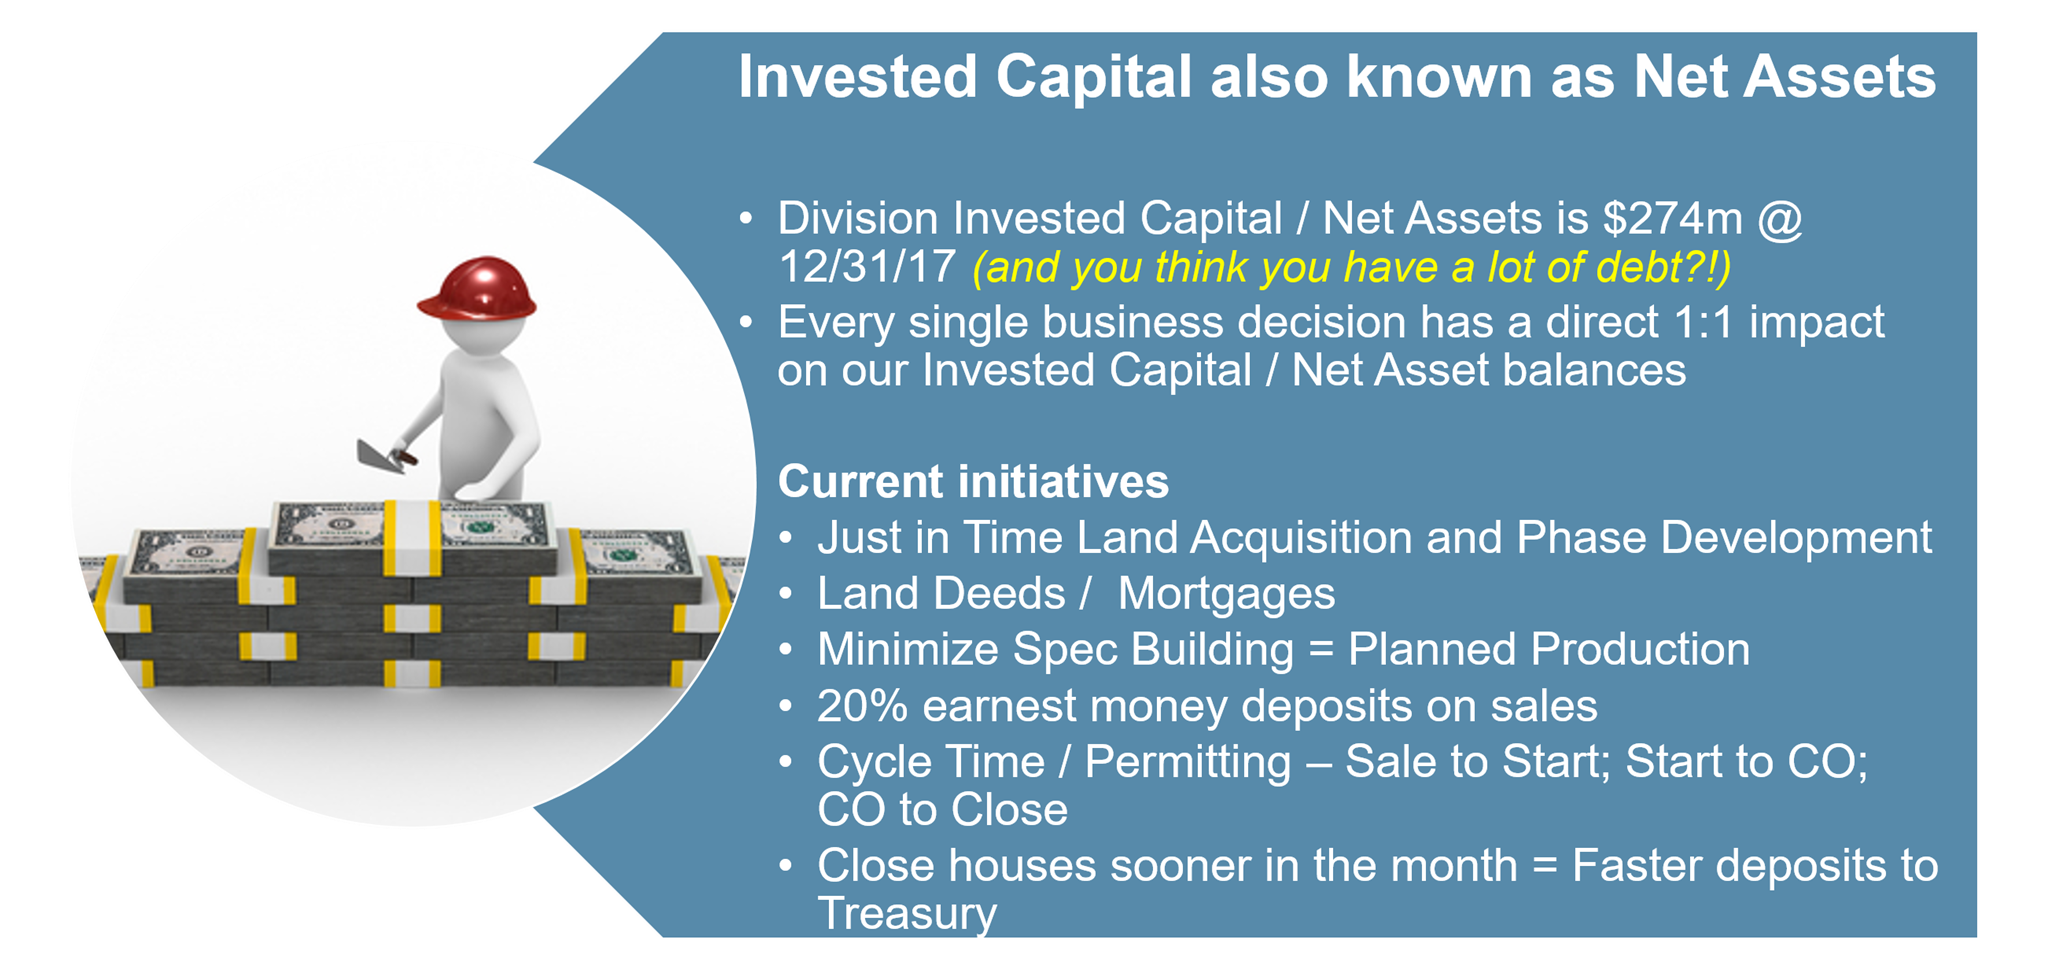 Invested Capital also known as Net Assets
• Division Invested Capital / Net Assets is $274m @
12/31/17 (and you think you have a lot of debt?!)
• Every single business decision has a direct 1:1 impact
on our Invested Capital / Net Asset balances
Current initiatives
• Just in Time Land Acquisition and Phase Development
• Land Deeds /  Mortgages
• Minimize Spec Building = Planned Production
• 20% earnest money deposits on sales
• Cycle Time / Permitting – Sale to Start; Start to CO;
CO to Close
• Close houses sooner in the month = Faster deposits to
Treasury